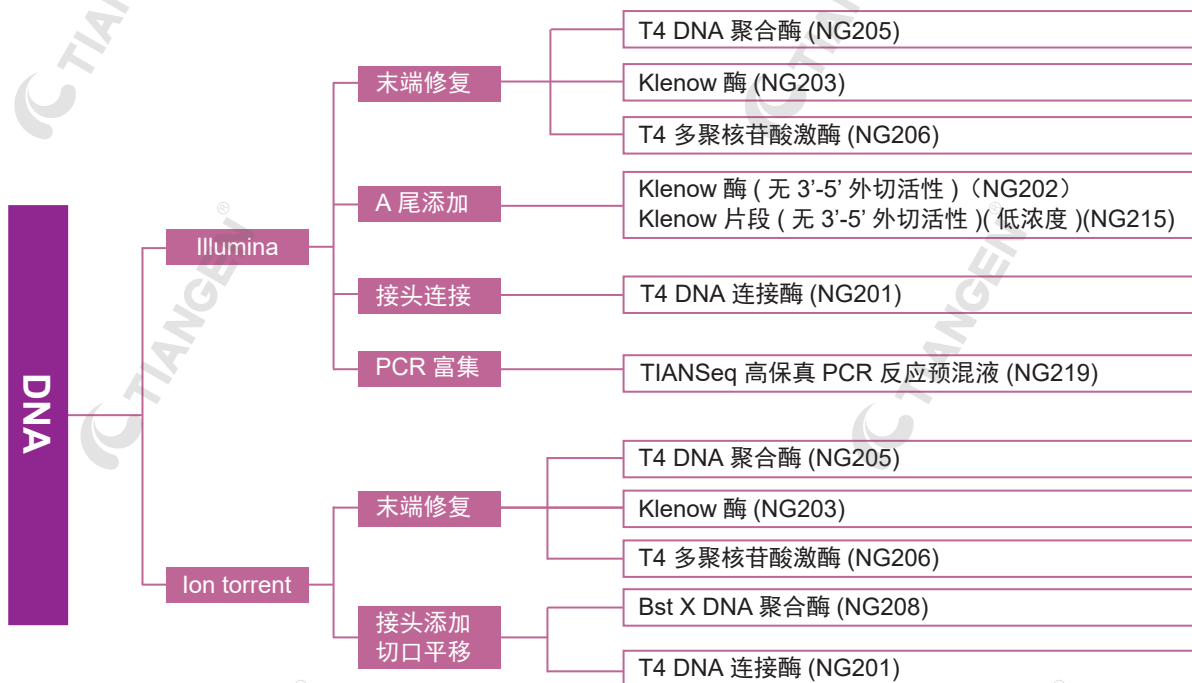 DNA
Illumina
末端修复
T4 DNA 聚合酶 (NG205)
Klenow 酶 (NG203)
T4 多聚核苷酸激酶 (NG206)
A 尾添加
Klenow 酶 ( 无 3’-5’ 外切活性 )（NG202）
Klenow 片段 ( 无 3’-5’ 外切活性 )( 低浓度 )(NG215)
接头连接
T4 DNA 连接酶 (NG201)
PCR 富集
TIANSeq 高保真 PCR 反应预混液 (NG219)
Ion torrent
末端修复
T4 DNA 聚合酶 (NG205)
Klenow 酶 (NG203)
T4 多聚核苷酸激酶 (NG206)
接头添加
切口平移
Bst X DNA 聚合酶 (NG208)
T4 DNA 连接酶 (NG201)
TIANGEN®
TIANGEN®